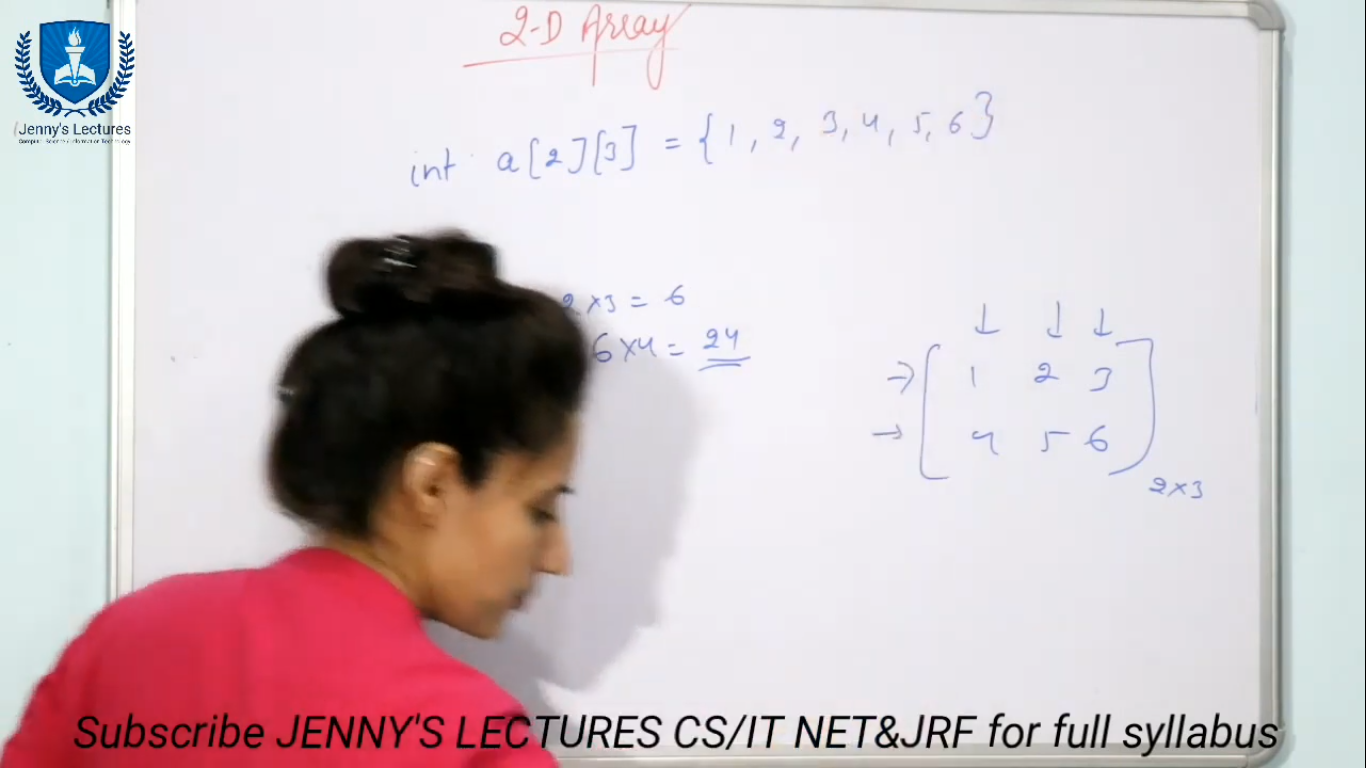 2-D Array
Jenny's Lectures
int a[2][3] = {1, 2, 3, 4, 5, 6}
2×3 = 6
6×4 = 24
↓ ↓ ↓
→ [ 1 2 3 ]
→ [ 4 5 6 ]
2×3
Subscribe JENNY'S LECTURES CS/IT NET&JRF for full syllabus